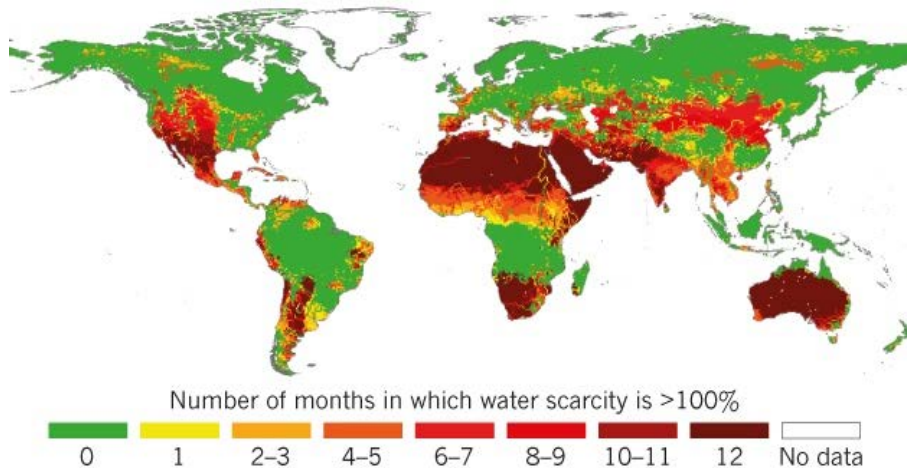 Number of months in which water scarcity is >100%
0 1 2–3 4–5 6–7 8–9 10–11 12 No data